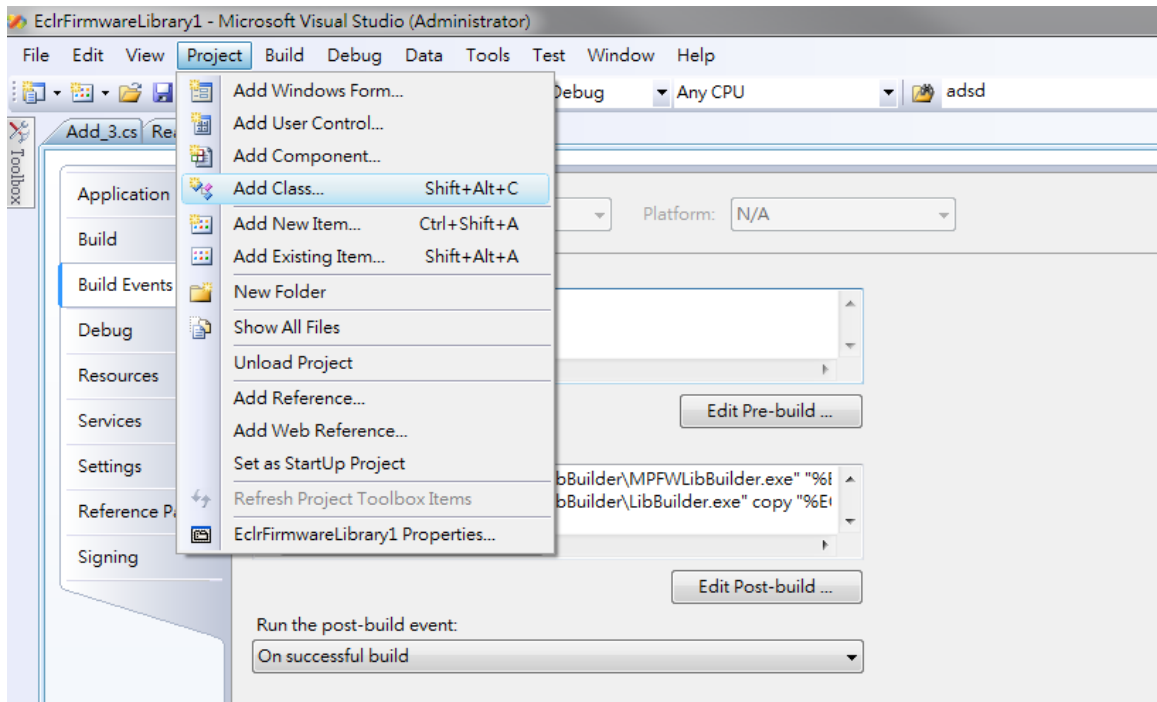 EclrFirmwareLibrary1 - Microsoft Visual Studio (Administrator)
File Edit View Project Build Debug Data Tools Test Window Help
Debug Any CPU adsd
Toolbox
Add_3.cs
Application
Build
Build Events
Debug
Resources
Services
Settings
Reference
Signing
Add Windows Form...
Add User Control...
Add Component...
Add Class... Shift+Alt+C
Add New Item... Ctrl+Shift+A
Add Existing Item... Shift+Alt+A
New Folder
Show All Files
Unload Project
Add Reference...
Add Web Reference...
Set as StartUp Project
Refresh Project Toolbox Items
EclrFirmwareLibrary1 Properties...
Platform: N/A
Edit Pre-build ...
bBuilder\MPFWLibBuilder.exe" "%E
bBuilder\LibBuilder.exe" copy "%E
Edit Post-build ...
Run the post-build event:
On successful build